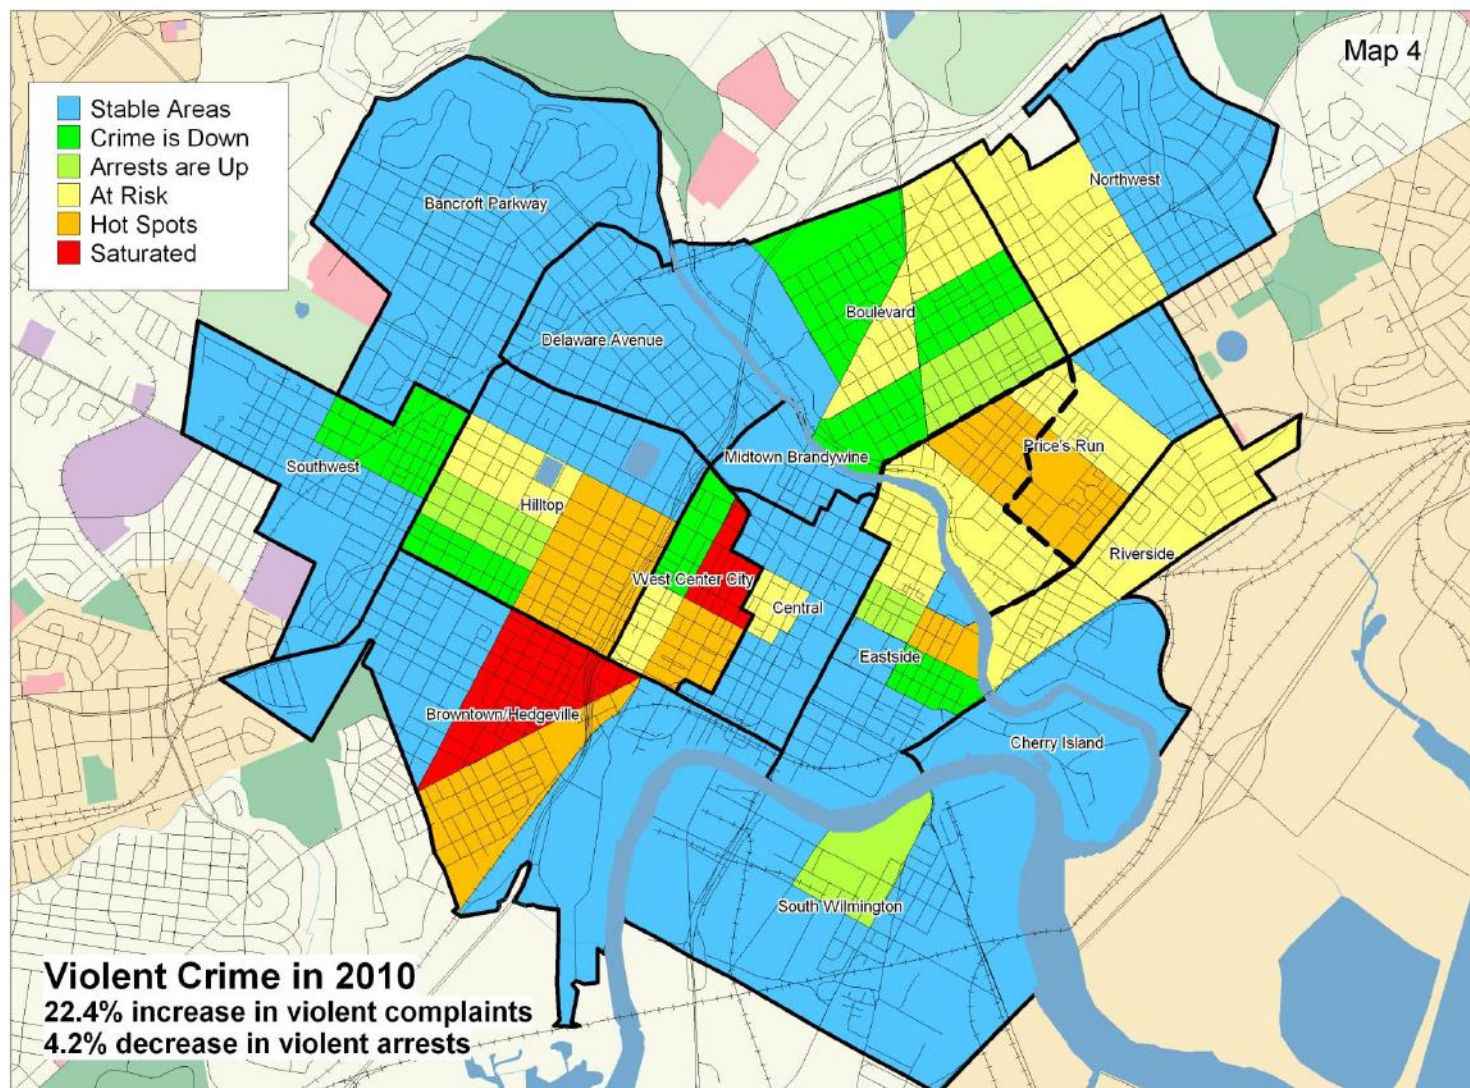 Map 4
Stable Areas
Crime is Down
Arrests are Up
At Risk
Hot Spots
Saturated
Northwest
Bancroft Parkway
Boulevard
Delaware Avenue
Price's Run
Midtown Brandywine
Southwest
Hilltop
Riverside
West Center City
Central
Eastside
Browntown/Hedgeville
Cherry Island
South Wilmington
Violent Crime in 2010
22.4% increase in violent complaints
4.2% decrease in violent arrests